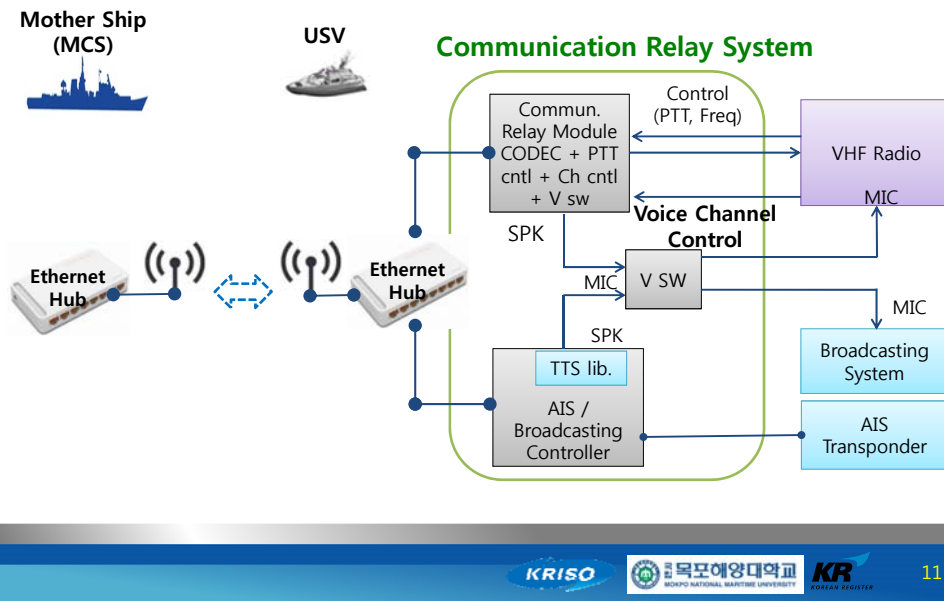 Mother Ship
(MCS)
USV
Communication Relay System
Commun.
Relay Module
CODEC + PTT
cntl + Ch cntl
+ V sw
Control
(PTT, Freq)
VHF Radio
MIC
Voice Channel
Control
SPK
MIC
V SW
MIC
Ethernet
Hub
Ethernet
Hub
SPK
TTS lib.
AIS /
Broadcasting
Controller
Broadcasting
System
AIS
Transponder
KRISO
목포해양대학교
MOKPO NATIONAL MARITIME UNIVERSITY
KR
KOREAN REGISTER
11